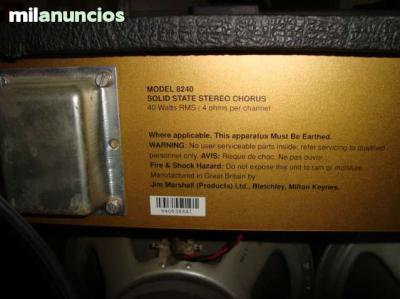 milanuncios
MODEL 8240
SOLID STATE STEREO CHORUS
40 Watts RMS / 4 ohms per channel
Where applicable. This apparatus Must Be Earthed.
WARNING: No user serviceable parts inside: refer servicing to qualified
personnel only. AVIS: Risque de choc. Ne pas ouvrir.
Fire & Shock Hazard: Do not expose this unit to rain or moisture.
Manufactured in Great Britain by
Jim Marshall (Products) Ltd., Bletchley, Milton Keynes.